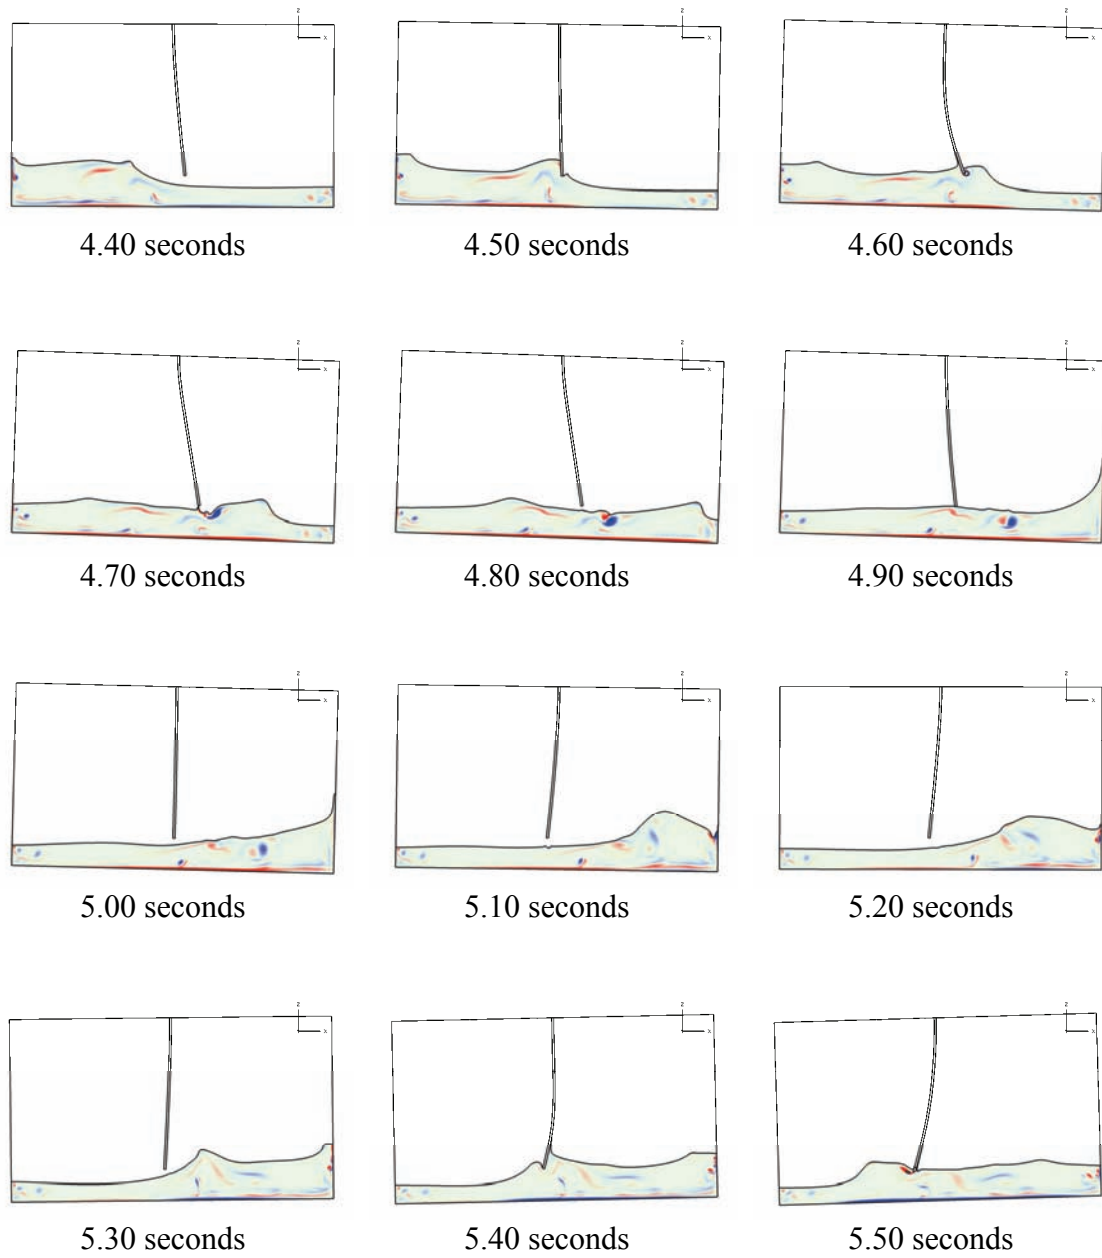 z z z
x x x
4.40 seconds 4.50 seconds 4.60 seconds
z z z
x x x
4.70 seconds 4.80 seconds 4.90 seconds
z z z
x x x
5.00 seconds 5.10 seconds 5.20 seconds
z z z
x x x
5.30 seconds 5.40 seconds 5.50 seconds